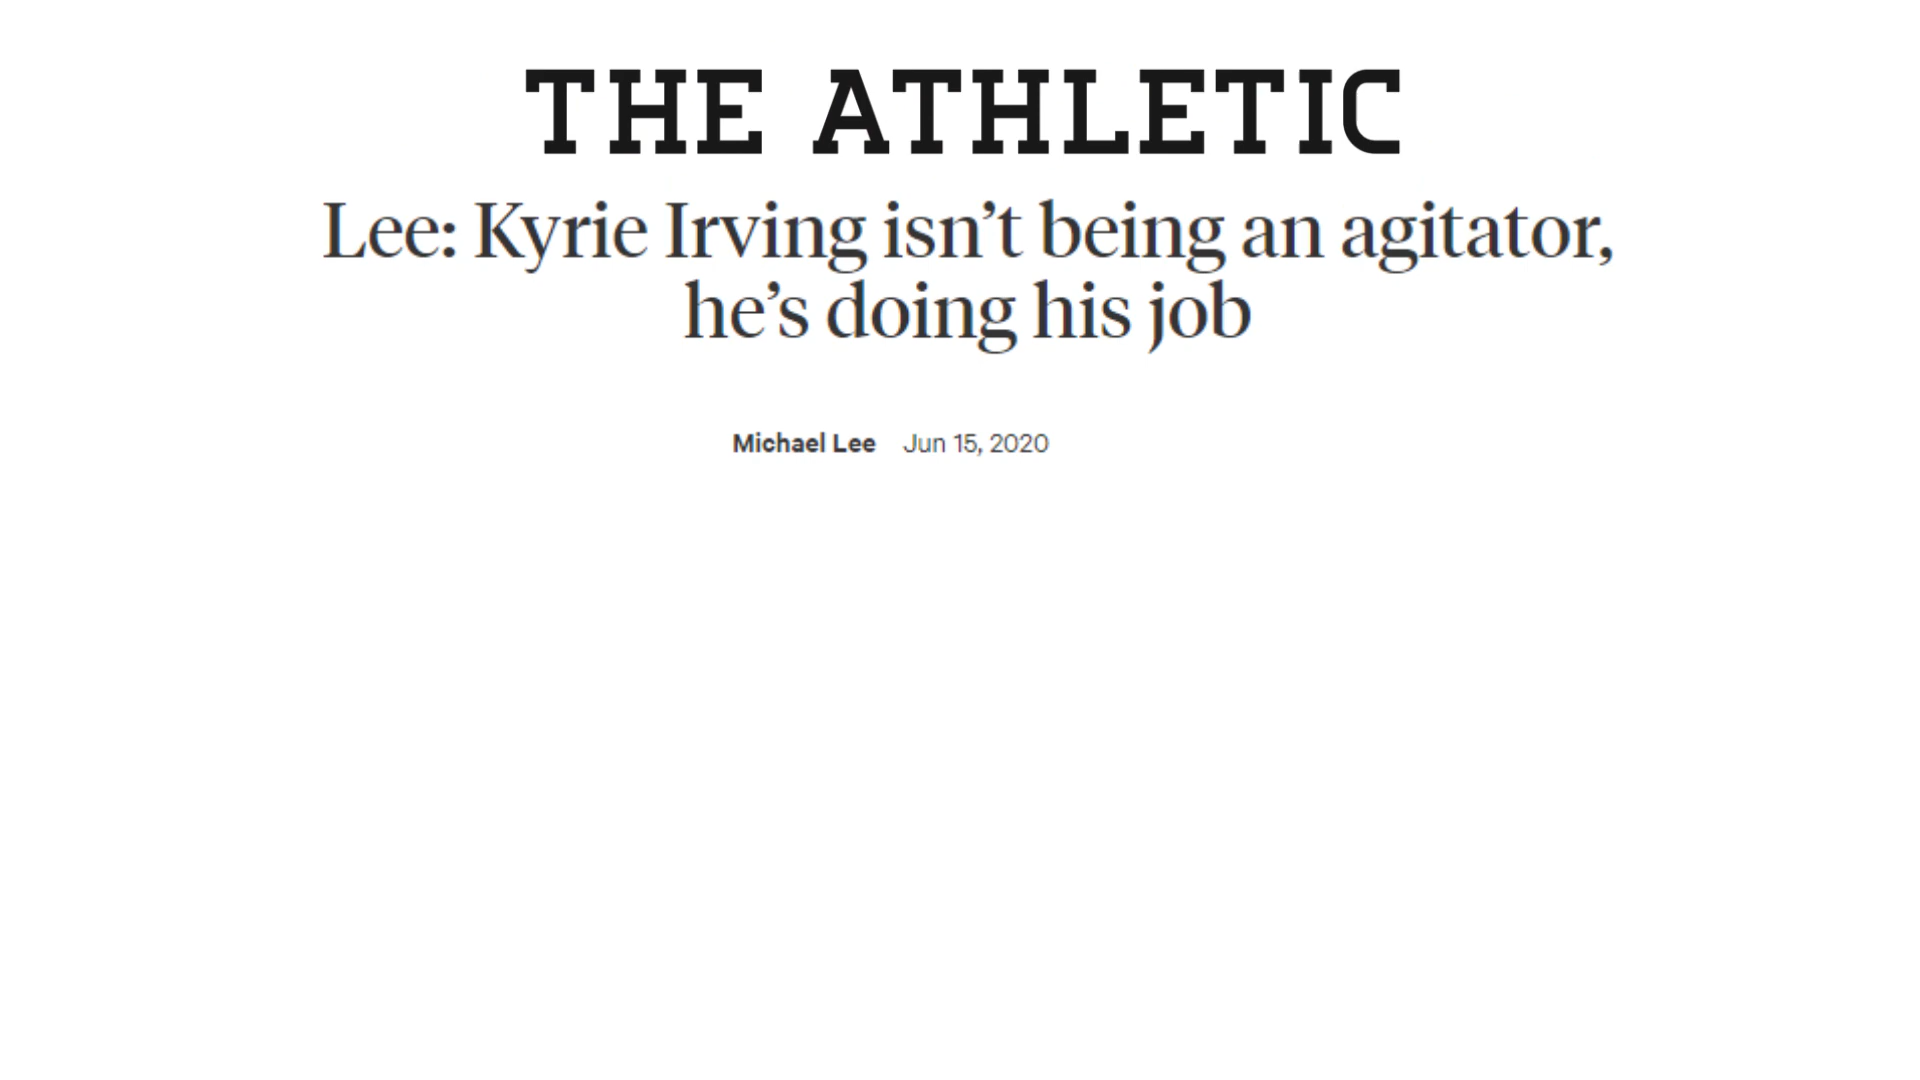 THE ATHLETIC
Lee: Kyrie Irving isn’t being an agitator,
he’s doing his job
Michael Lee Jun 15, 2020